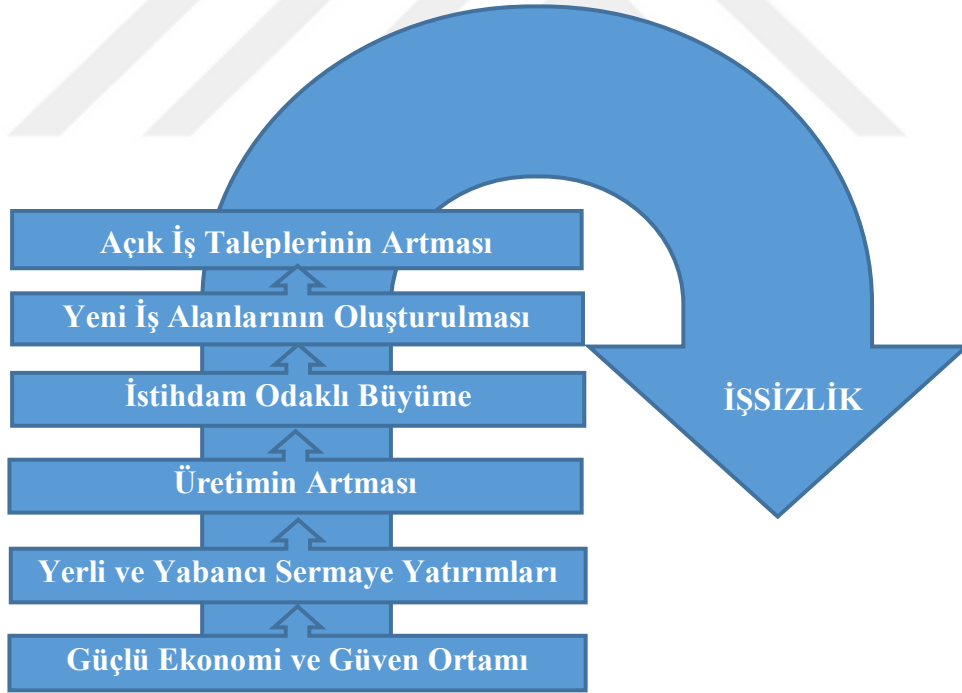 Açık İş Taleplerinin Artması
Yeni İş Alanlarının Oluşturulması
İstihdam Odaklı Büyüme
İŞSİZLİK
Üretimin Artması
Yerli ve Yabancı Sermaye Yatırımları
Güçlü Ekonomi ve Güven Ortamı